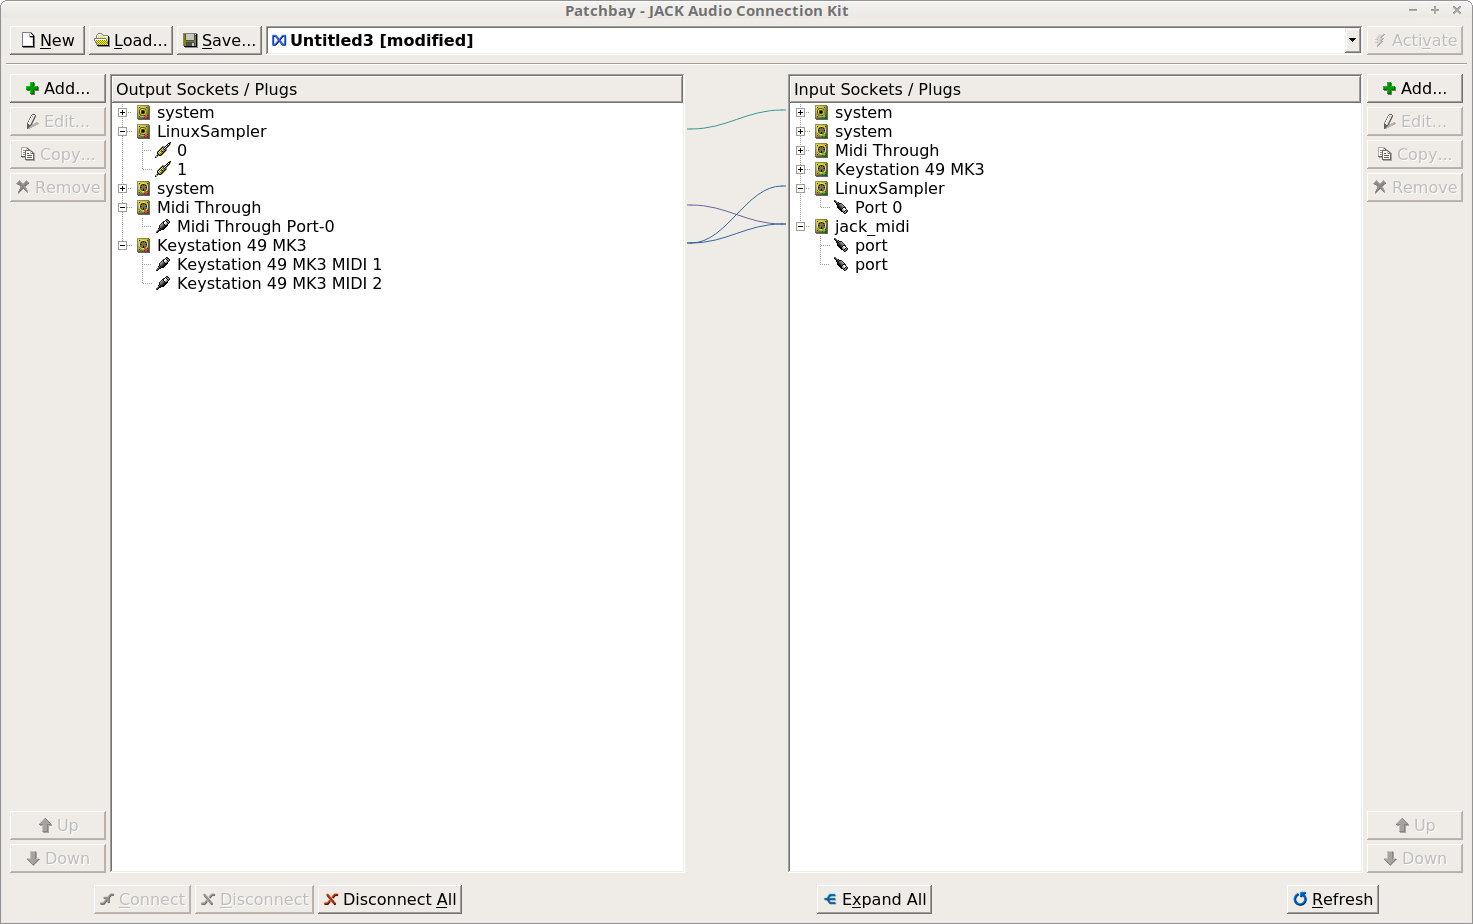 Patchbay - JACK Audio Connection Kit
New Load... Save... Untitled3 [modified] Activate
Add... Output Sockets / Plugs Input Sockets / Plugs Add...
Edit... Edit...
Copy... Copy...
Remove Remove
system
LinuxSampler
0
1
system
Midi Through
Midi Through Port-0
Keystation 49 MK3
Keystation 49 MK3 MIDI 1
Keystation 49 MK3 MIDI 2
system
system
Midi Through
Keystation 49 MK3
LinuxSampler
Port 0
jack_midi
port
port
Up Up
Down Down
Connect Disconnect Disconnect All Expand All Refresh